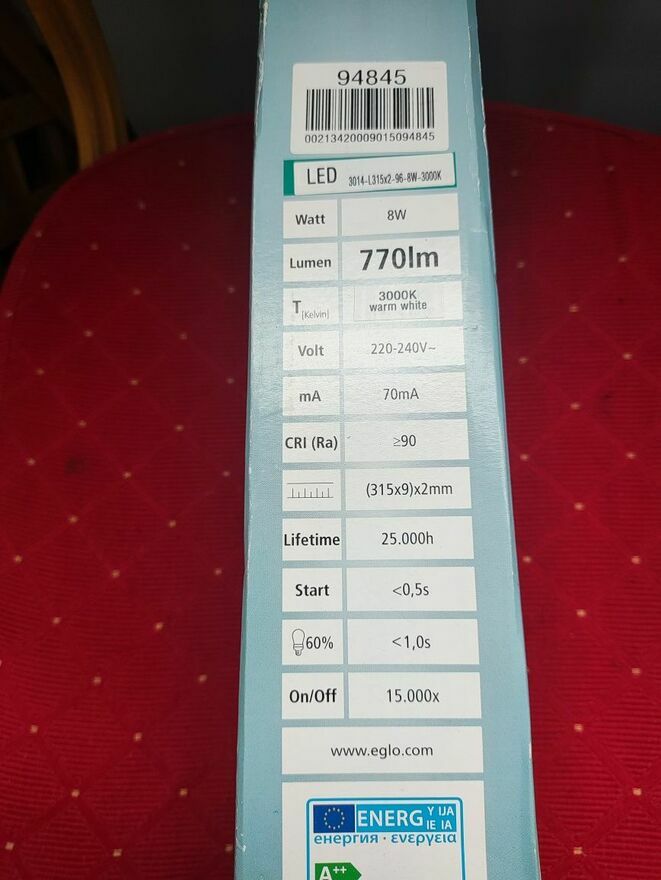 94845
00213420009015094845
LED 3014-L315x2-96-8W-3000K
Watt 8W
Lumen 770lm
T[Kelvin] 3000K
warm white
Volt 220-240V~
mA 70mA
CRI (Ra) ≥90
(315x9)x2mm
Lifetime 25.000h
Start <0,5s
60% <1,0s
On/Off 15.000x
www.eglo.com
ENERG Y IJA
IE IA
енергия · ενεργεια
A++